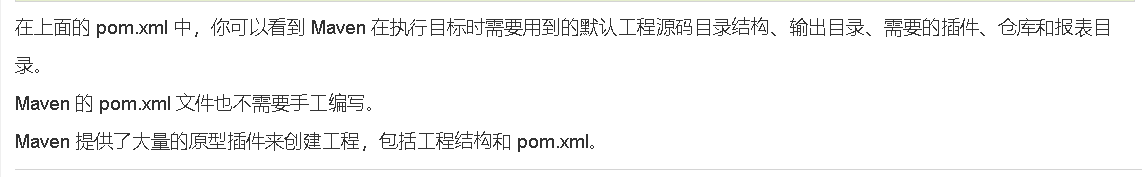 在上面的 pom.xml 中，你可以看到 Maven 在执行目标时需要用到的默认工程源码目录结构、输出目录、需要的插件、仓库和报表目
录。
Maven 的 pom.xml 文件也不需要手工编写。
Maven 提供了大量的原型插件来创建工程，包括工程结构和 pom.xml。